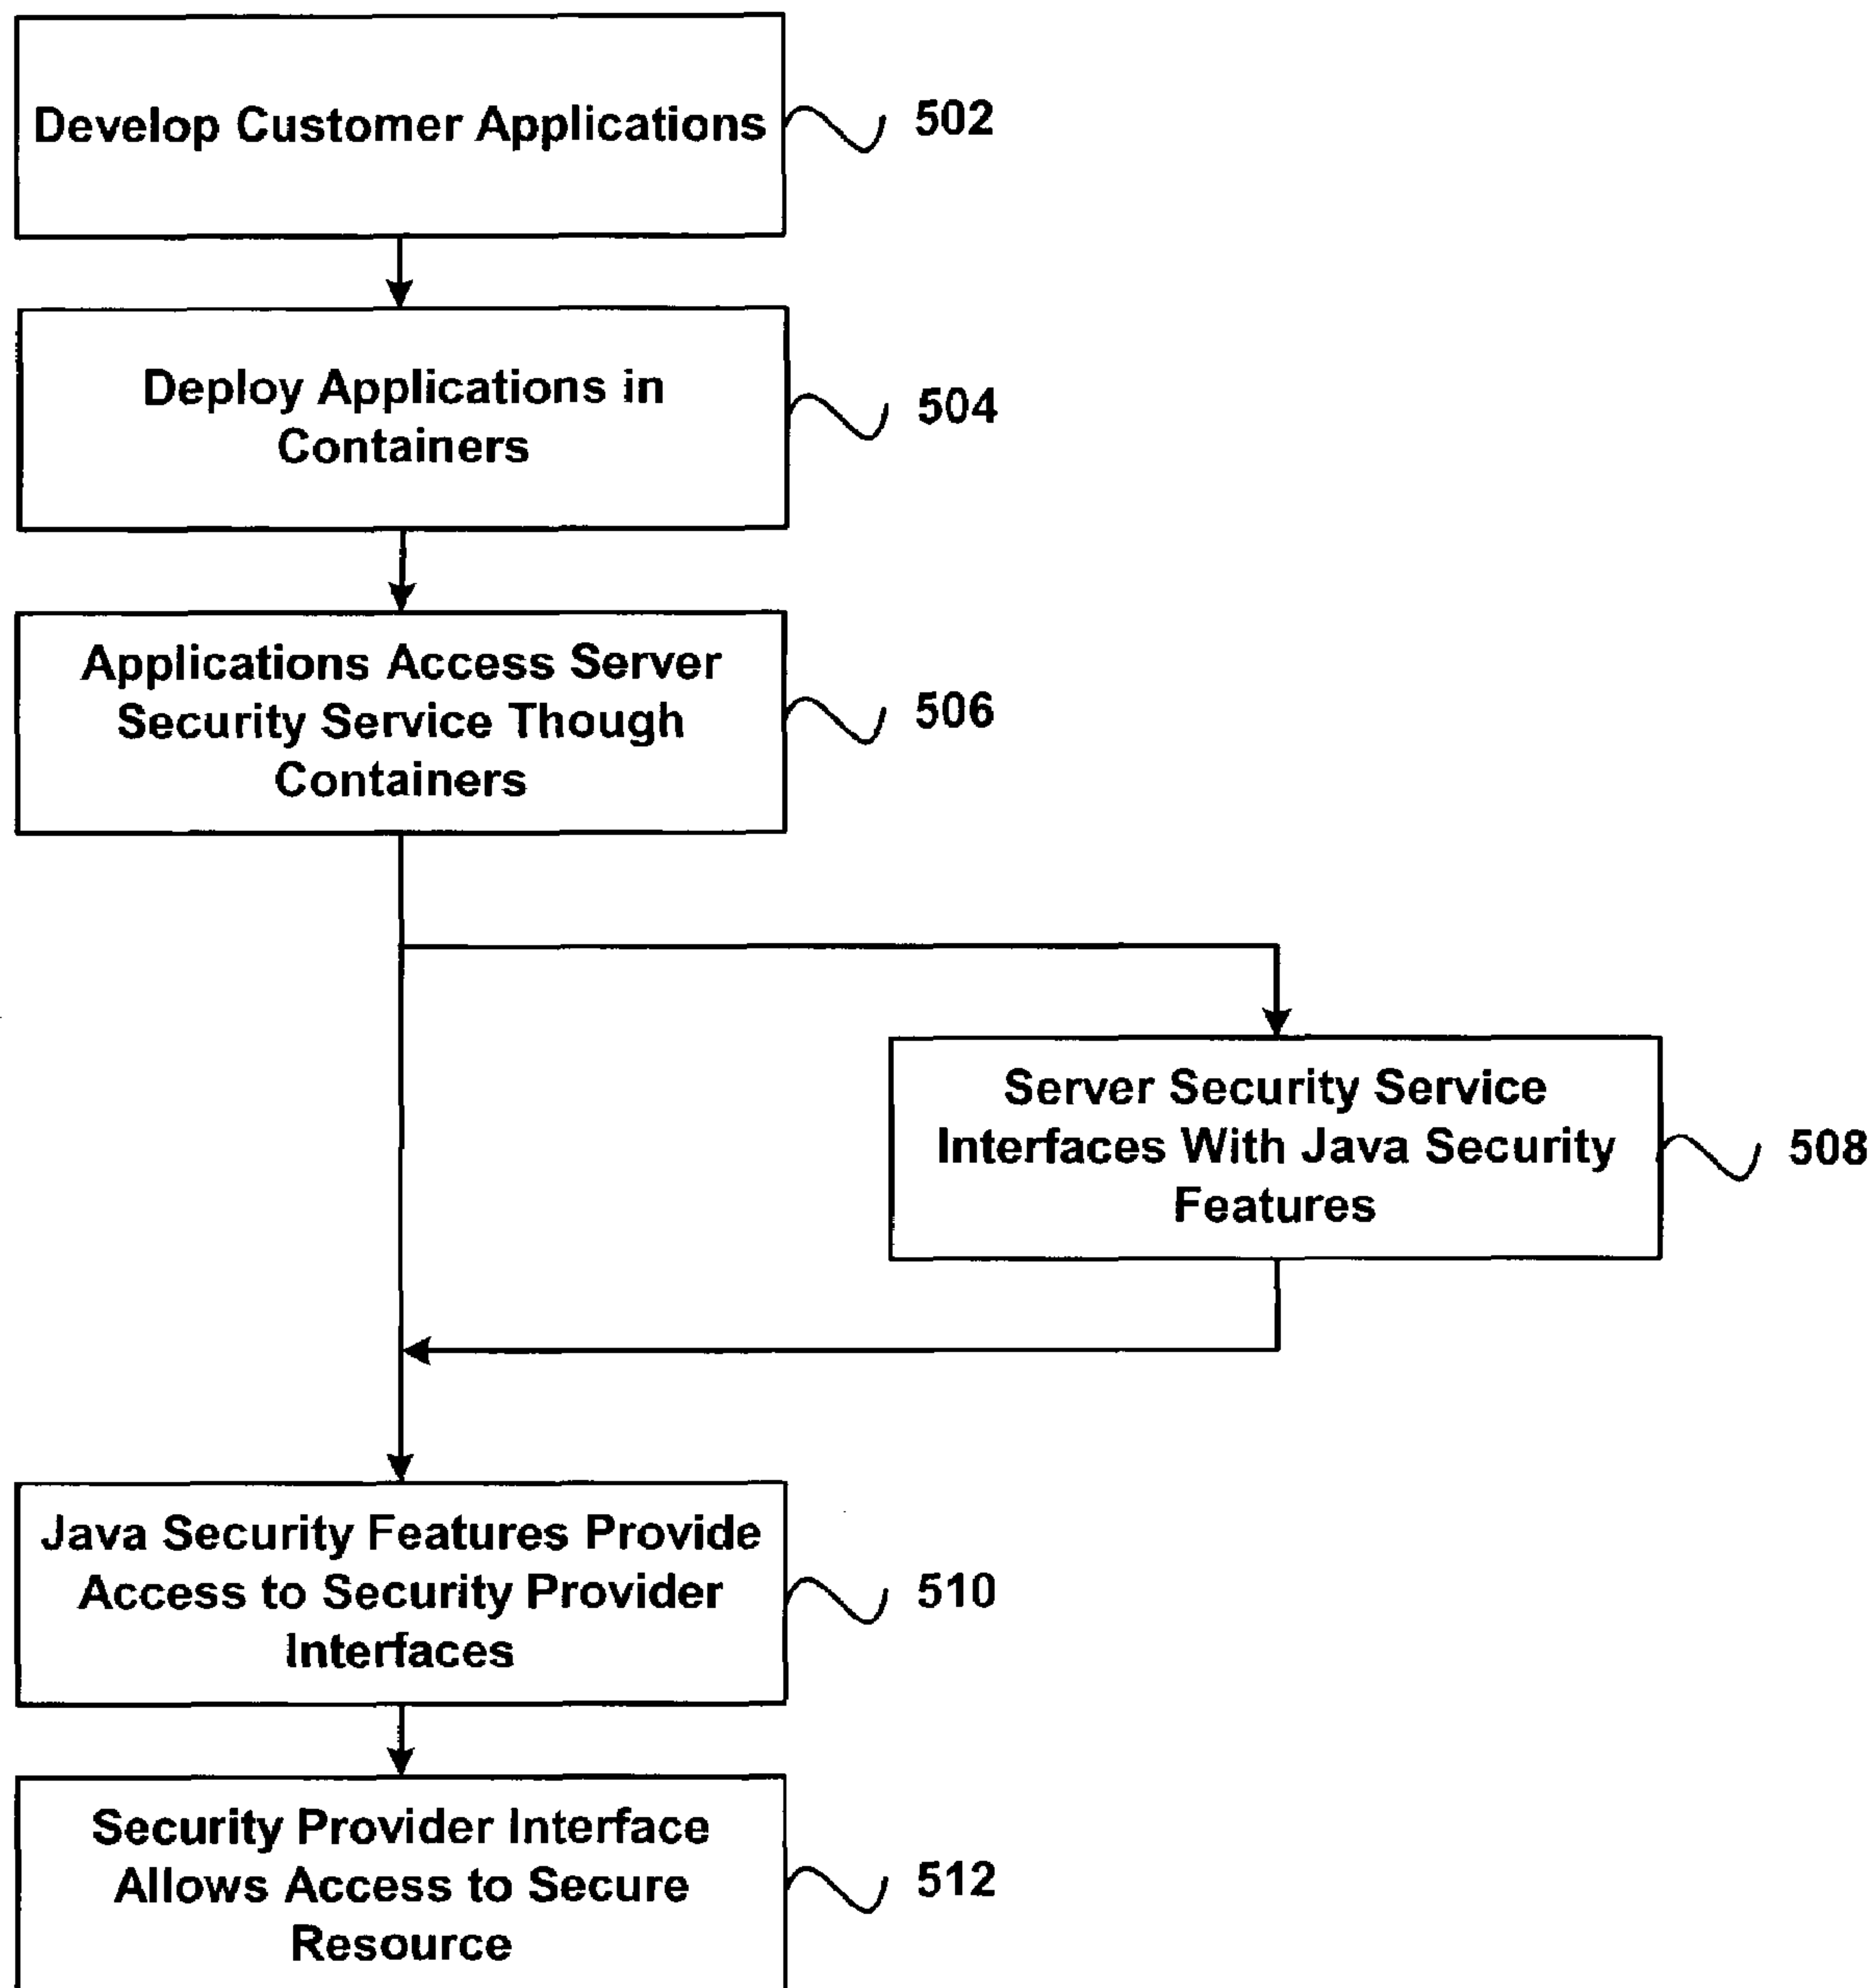 Develop Customer Applications
502
Deploy Applications in
Containers
504
Applications Access Server
Security Service Though
Containers
506
Server Security Service
Interfaces With Java Security
Features
508
Java Security Features Provide
Access to Security Provider
Interfaces
510
Security Provider Interface
Allows Access to Secure
Resource
512